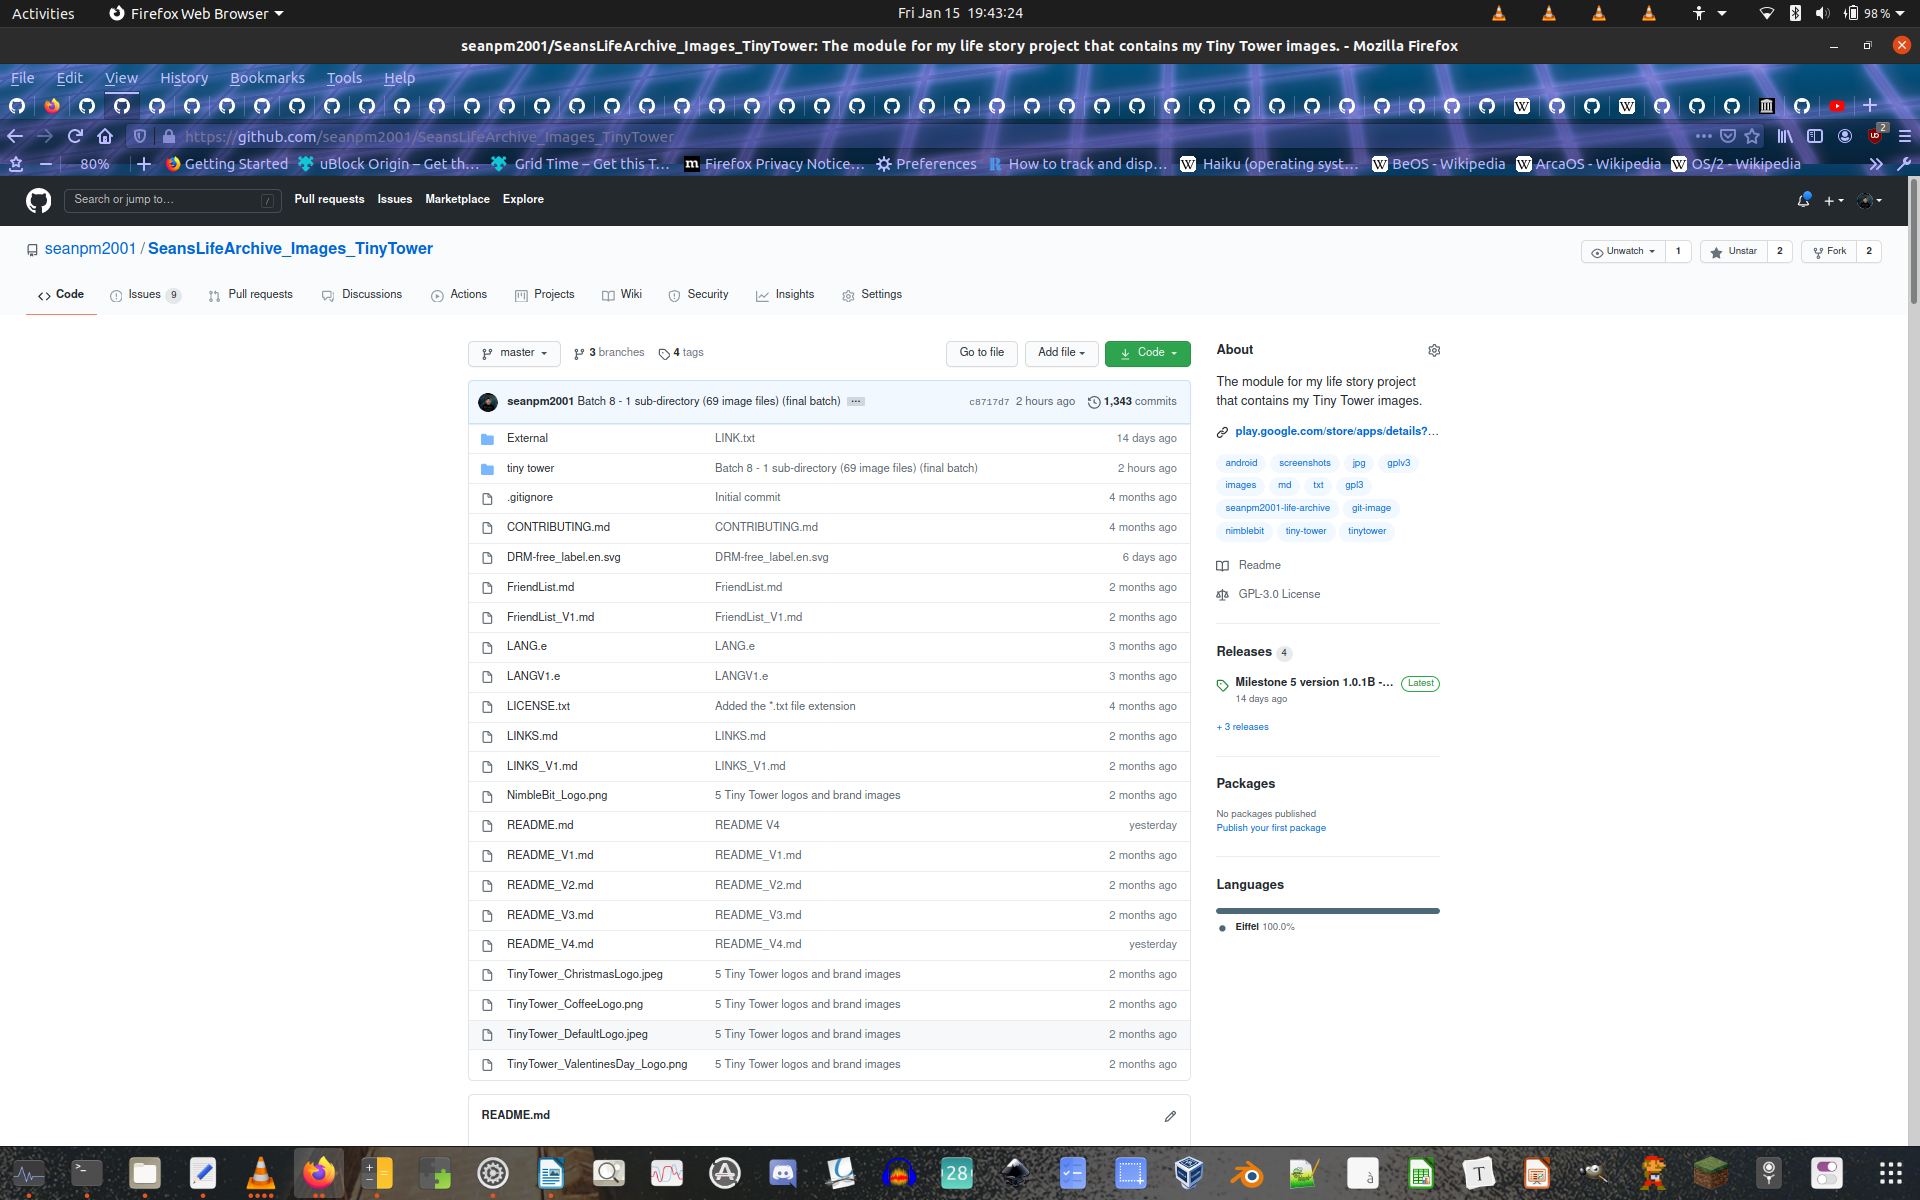 Activities Firefox Web Browser Fri Jan 15 19:43:24 98 %
seanpm2001/SeansLifeArchive_Images_TinyTower: The module for my life story project that contains my Tiny Tower images. - Mozilla Firefox
File Edit View History Bookmarks Tools Help
https://github.com/seanpm2001/SeansLifeArchive_Images_TinyTower 2
80% Getting Started uBlock Origin – Get th… Grid Time – Get this T… Firefox Privacy Notice… Preferences How to track and disp… Haiku (operating syst… BeOS - Wikipedia ArcaOS - Wikipedia OS/2 - Wikipedia
Search or jump to… / Pull requests Issues Marketplace Explore
seanpm2001 / SeansLifeArchive_Images_TinyTower Unwatch 1 Unstar 2 Fork 2
Code Issues 9 Pull requests Discussions Actions Projects Wiki Security Insights Settings
master 3 branches 4 tags Go to file Add file Code
seanpm2001 Batch 8 - 1 sub-directory (69 image files) (final batch) … c8717d7 2 hours ago 1,343 commits
External LINK.txt 14 days ago
tiny tower Batch 8 - 1 sub-directory (69 image files) (final batch) 2 hours ago
.gitignore Initial commit 4 months ago
CONTRIBUTING.md CONTRIBUTING.md 4 months ago
DRM-free_label.en.svg DRM-free_label.en.svg 6 days ago
FriendList.md FriendList.md 2 months ago
FriendList_V1.md FriendList_V1.md 2 months ago
LANG.e LANG.e 3 months ago
LANGV1.e LANGV1.e 3 months ago
LICENSE.txt Added the *.txt file extension 4 months ago
LINKS.md LINKS.md 2 months ago
LINKS_V1.md LINKS_V1.md 2 months ago
NimbleBit_Logo.png 5 Tiny Tower logos and brand images 2 months ago
README.md README V4 yesterday
README_V1.md README_V1.md 2 months ago
README_V2.md README_V2.md 2 months ago
README_V3.md README_V3.md 2 months ago
README_V4.md README_V4.md yesterday
TinyTower_ChristmasLogo.jpeg 5 Tiny Tower logos and brand images 2 months ago
TinyTower_CoffeeLogo.png 5 Tiny Tower logos and brand images 2 months ago
TinyTower_DefaultLogo.jpeg 5 Tiny Tower logos and brand images 2 months ago
TinyTower_ValentinesDay_Logo.png 5 Tiny Tower logos and brand images 2 months ago
README.md
About
The module for my life story project
that contains my Tiny Tower images.
play.google.com/store/apps/details?…
android screenshots jpg gplv3
images md txt gpl3
seanpm2001-life-archive git-image
nimblebit tiny-tower tinytower
Readme
GPL-3.0 License
Releases 4
Milestone 5 version 1.0.1B -… Latest
14 days ago
+ 3 releases
Packages
No packages published
Publish your first package
Languages
Eiffel 100.0%
28